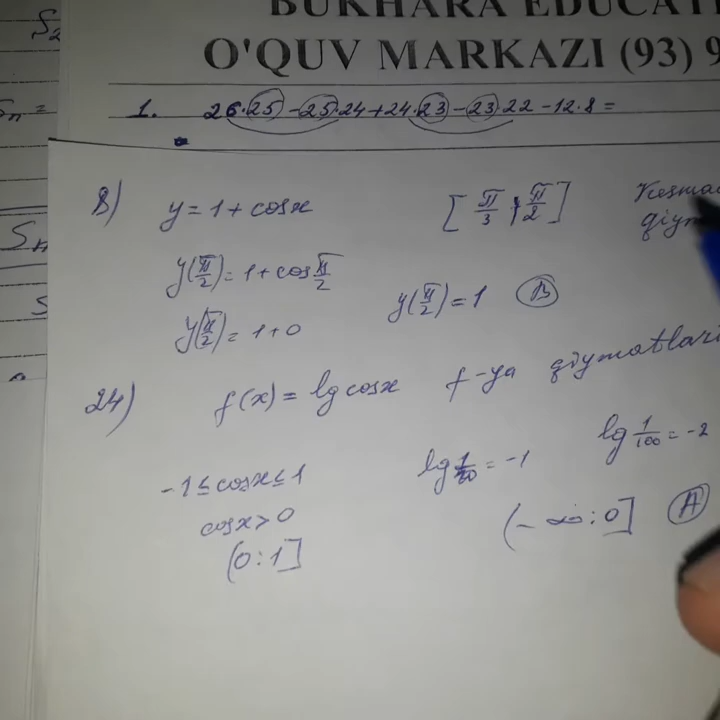 BUKHARA EDUCATI
O'QUV MARKAZI (93) 9
1. 26·25-25·24+24·23-23·22-12·8=
8) y=1+cosx [π/3; π/2]
y(π/2)=1+cos π/2
y(π/2)=1+0 y(π/2)=1 B
24) f(x)=lg cosx f-ya qiymatlari
-1≤cosx≤1 lg 1/10=-1 lg 1/100=-2
cosx>0 (-∞:0] A
(0:1]